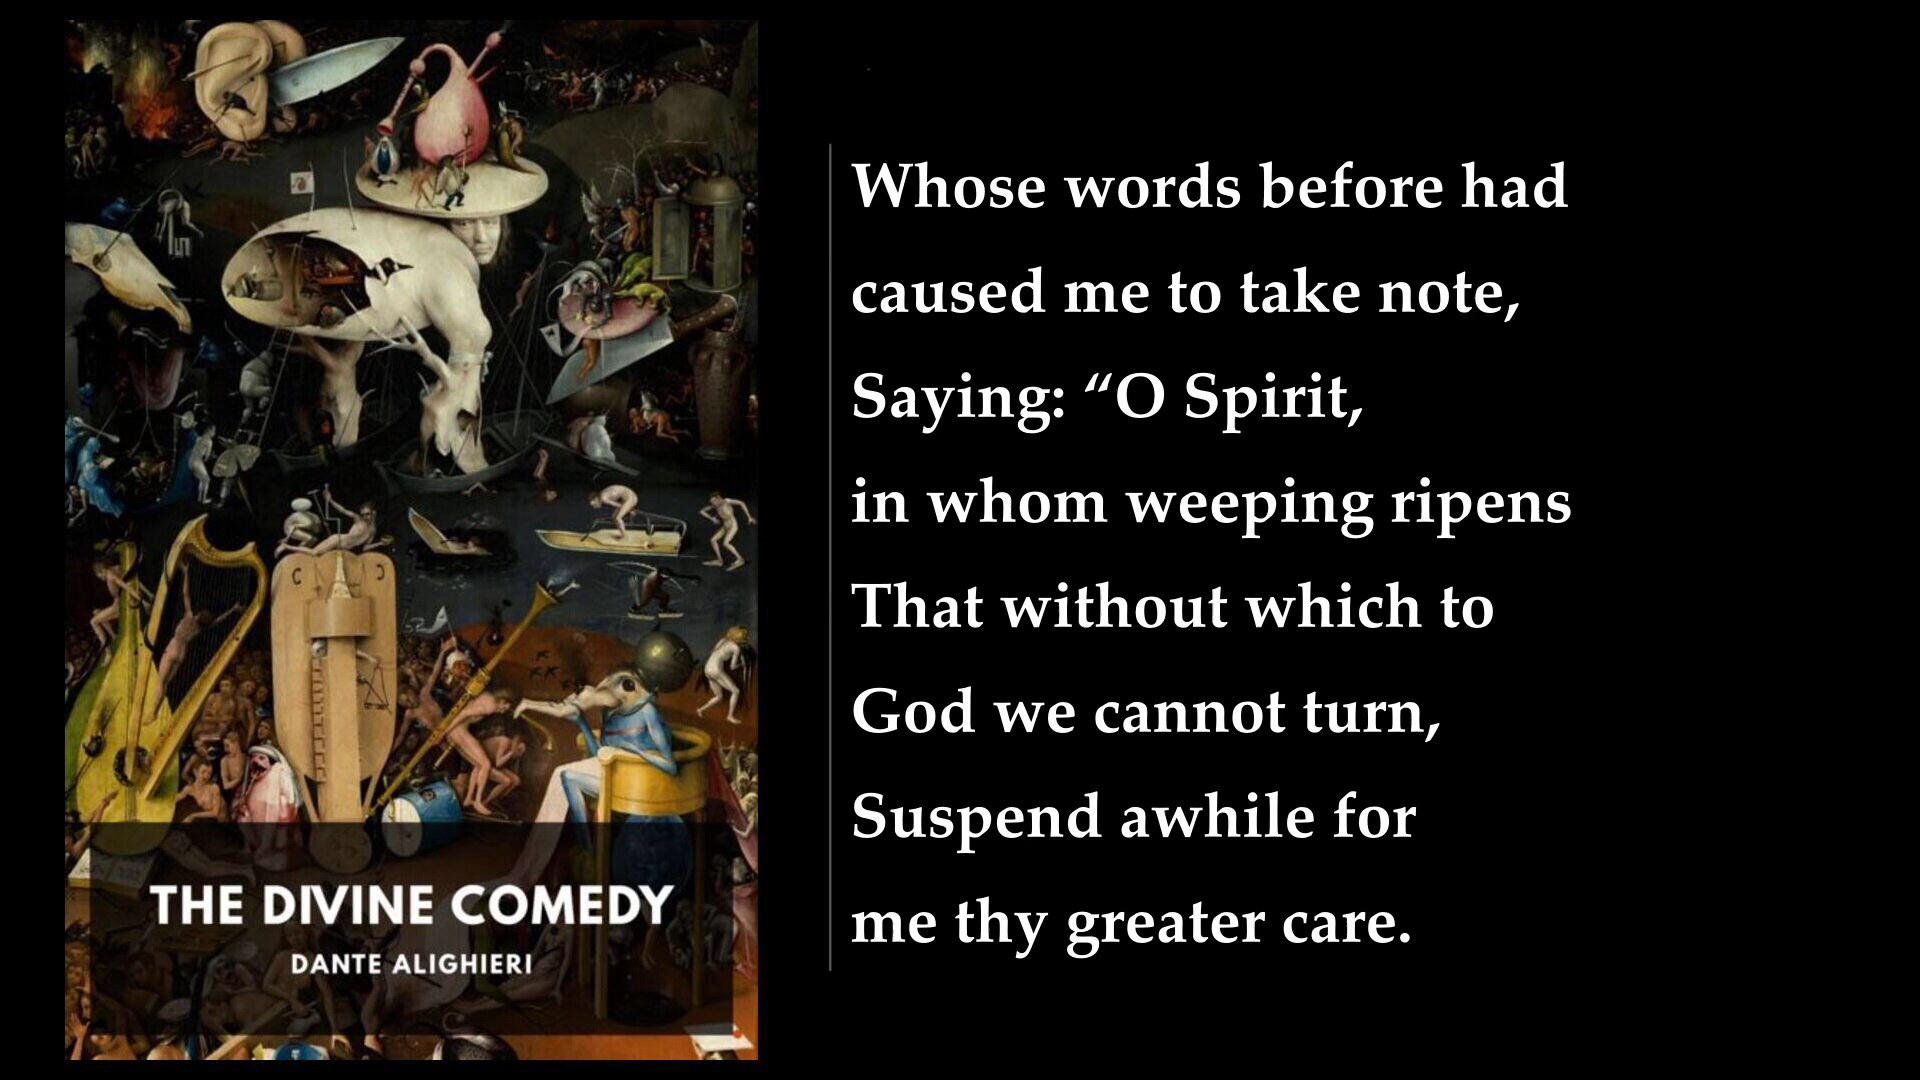 THE DIVINE COMEDY
DANTE ALIGHIERI
Whose words before had
caused me to take note,
Saying: “O Spirit,
in whom weeping ripens
That without which to
God we cannot turn,
Suspend awhile for
me thy greater care.